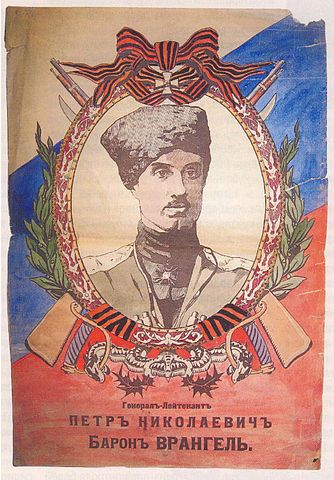 Генералъ-Лейтенантъ
ПЕТРЪ НИКОЛАЕВИЧЪ
БАРОНЪ ВРАНГЕЛЬ.